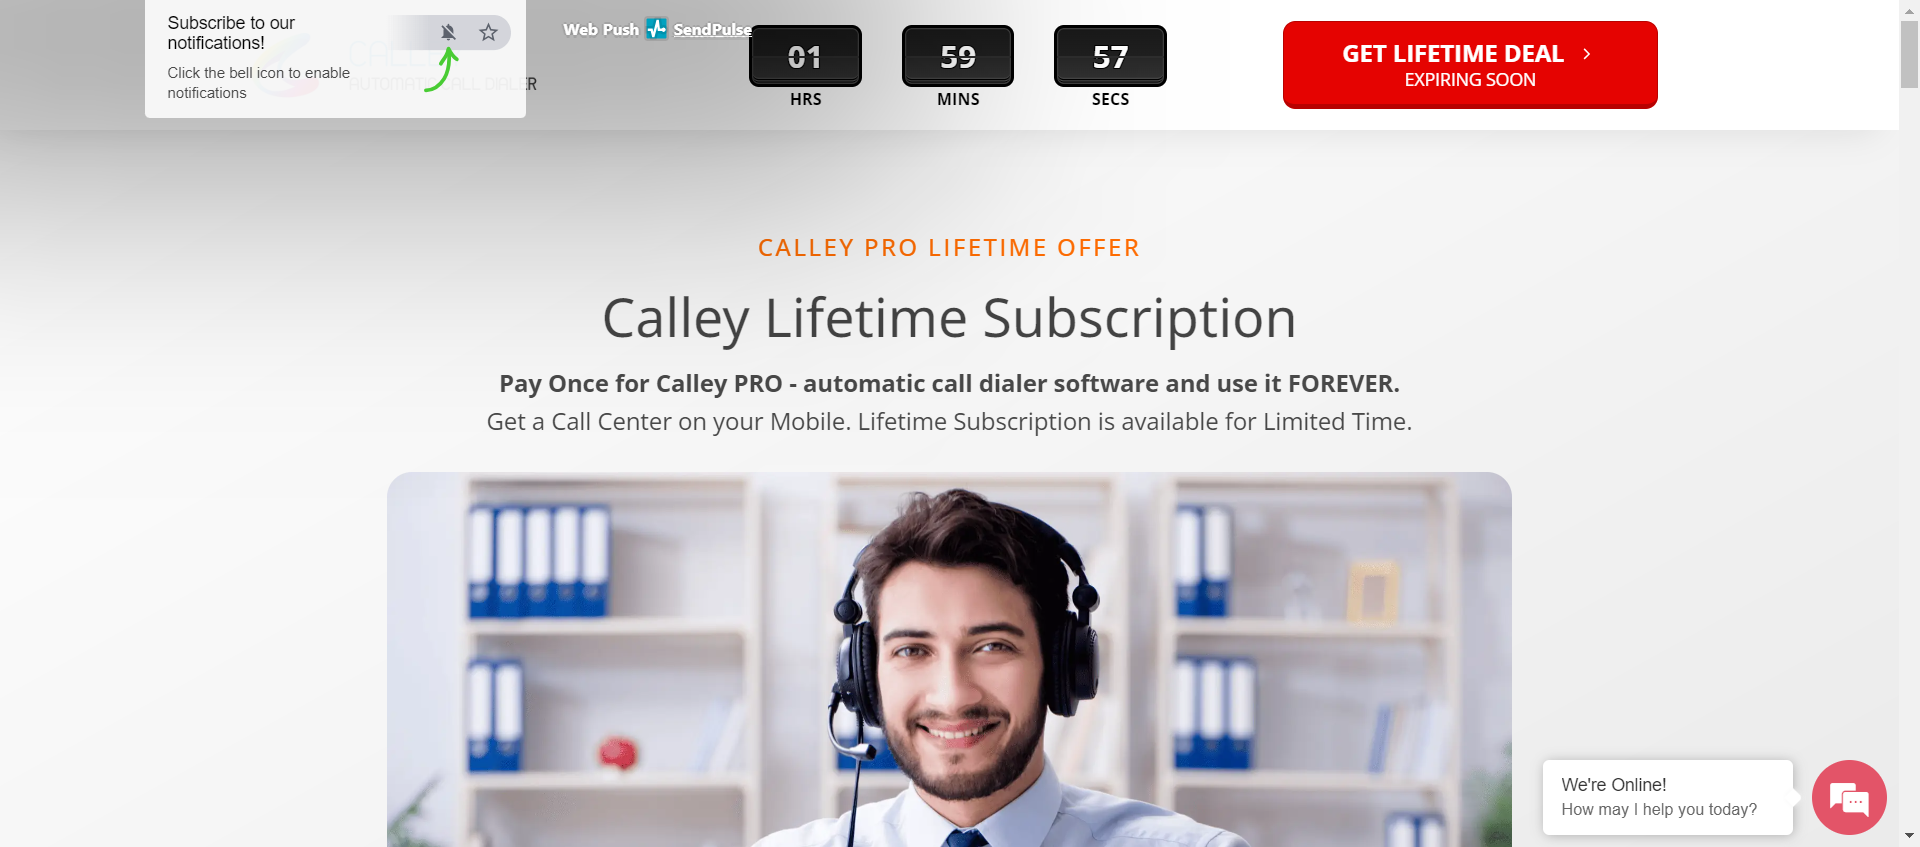 Subscribe to our
notifications!
Click the bell icon to enable
notifications
AUTOMATIC CALL DIALER
Web Push SendPulse
01
HRS
59
MINS
57
SECS
GET LIFETIME DEAL
EXPIRING SOON
CALLEY PRO LIFETIME OFFER
Calley Lifetime Subscription
Pay Once for Calley PRO - automatic call dialer software and use it FOREVER.
Get a Call Center on your Mobile. Lifetime Subscription is available for Limited Time.
We're Online!
How may I help you today?